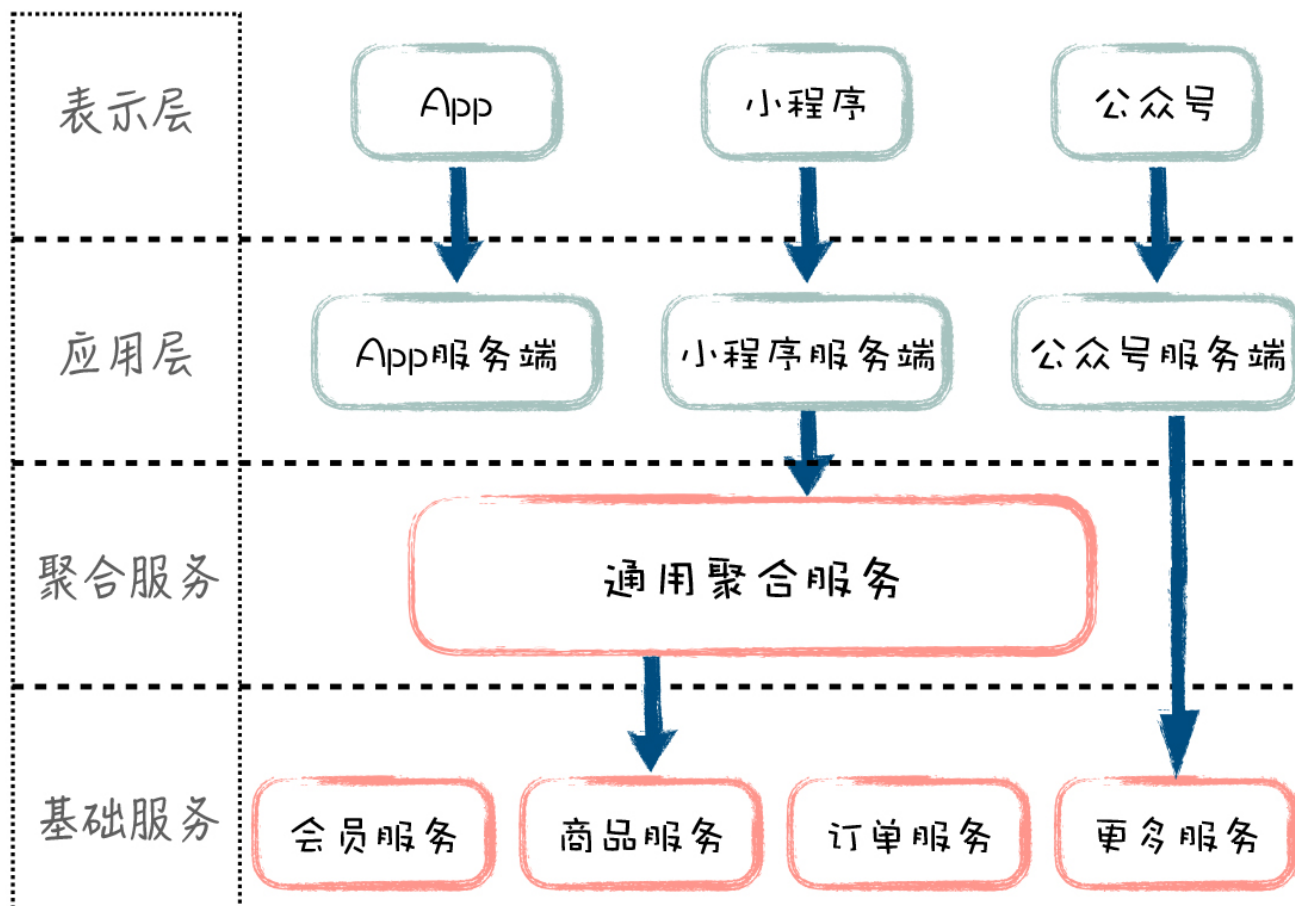 表示层
App
小程序
公众号
应用层
App服务端
小程序服务端
公众号服务端
聚合服务
通用聚合服务
基础服务
会员服务
商品服务
订单服务
更多服务